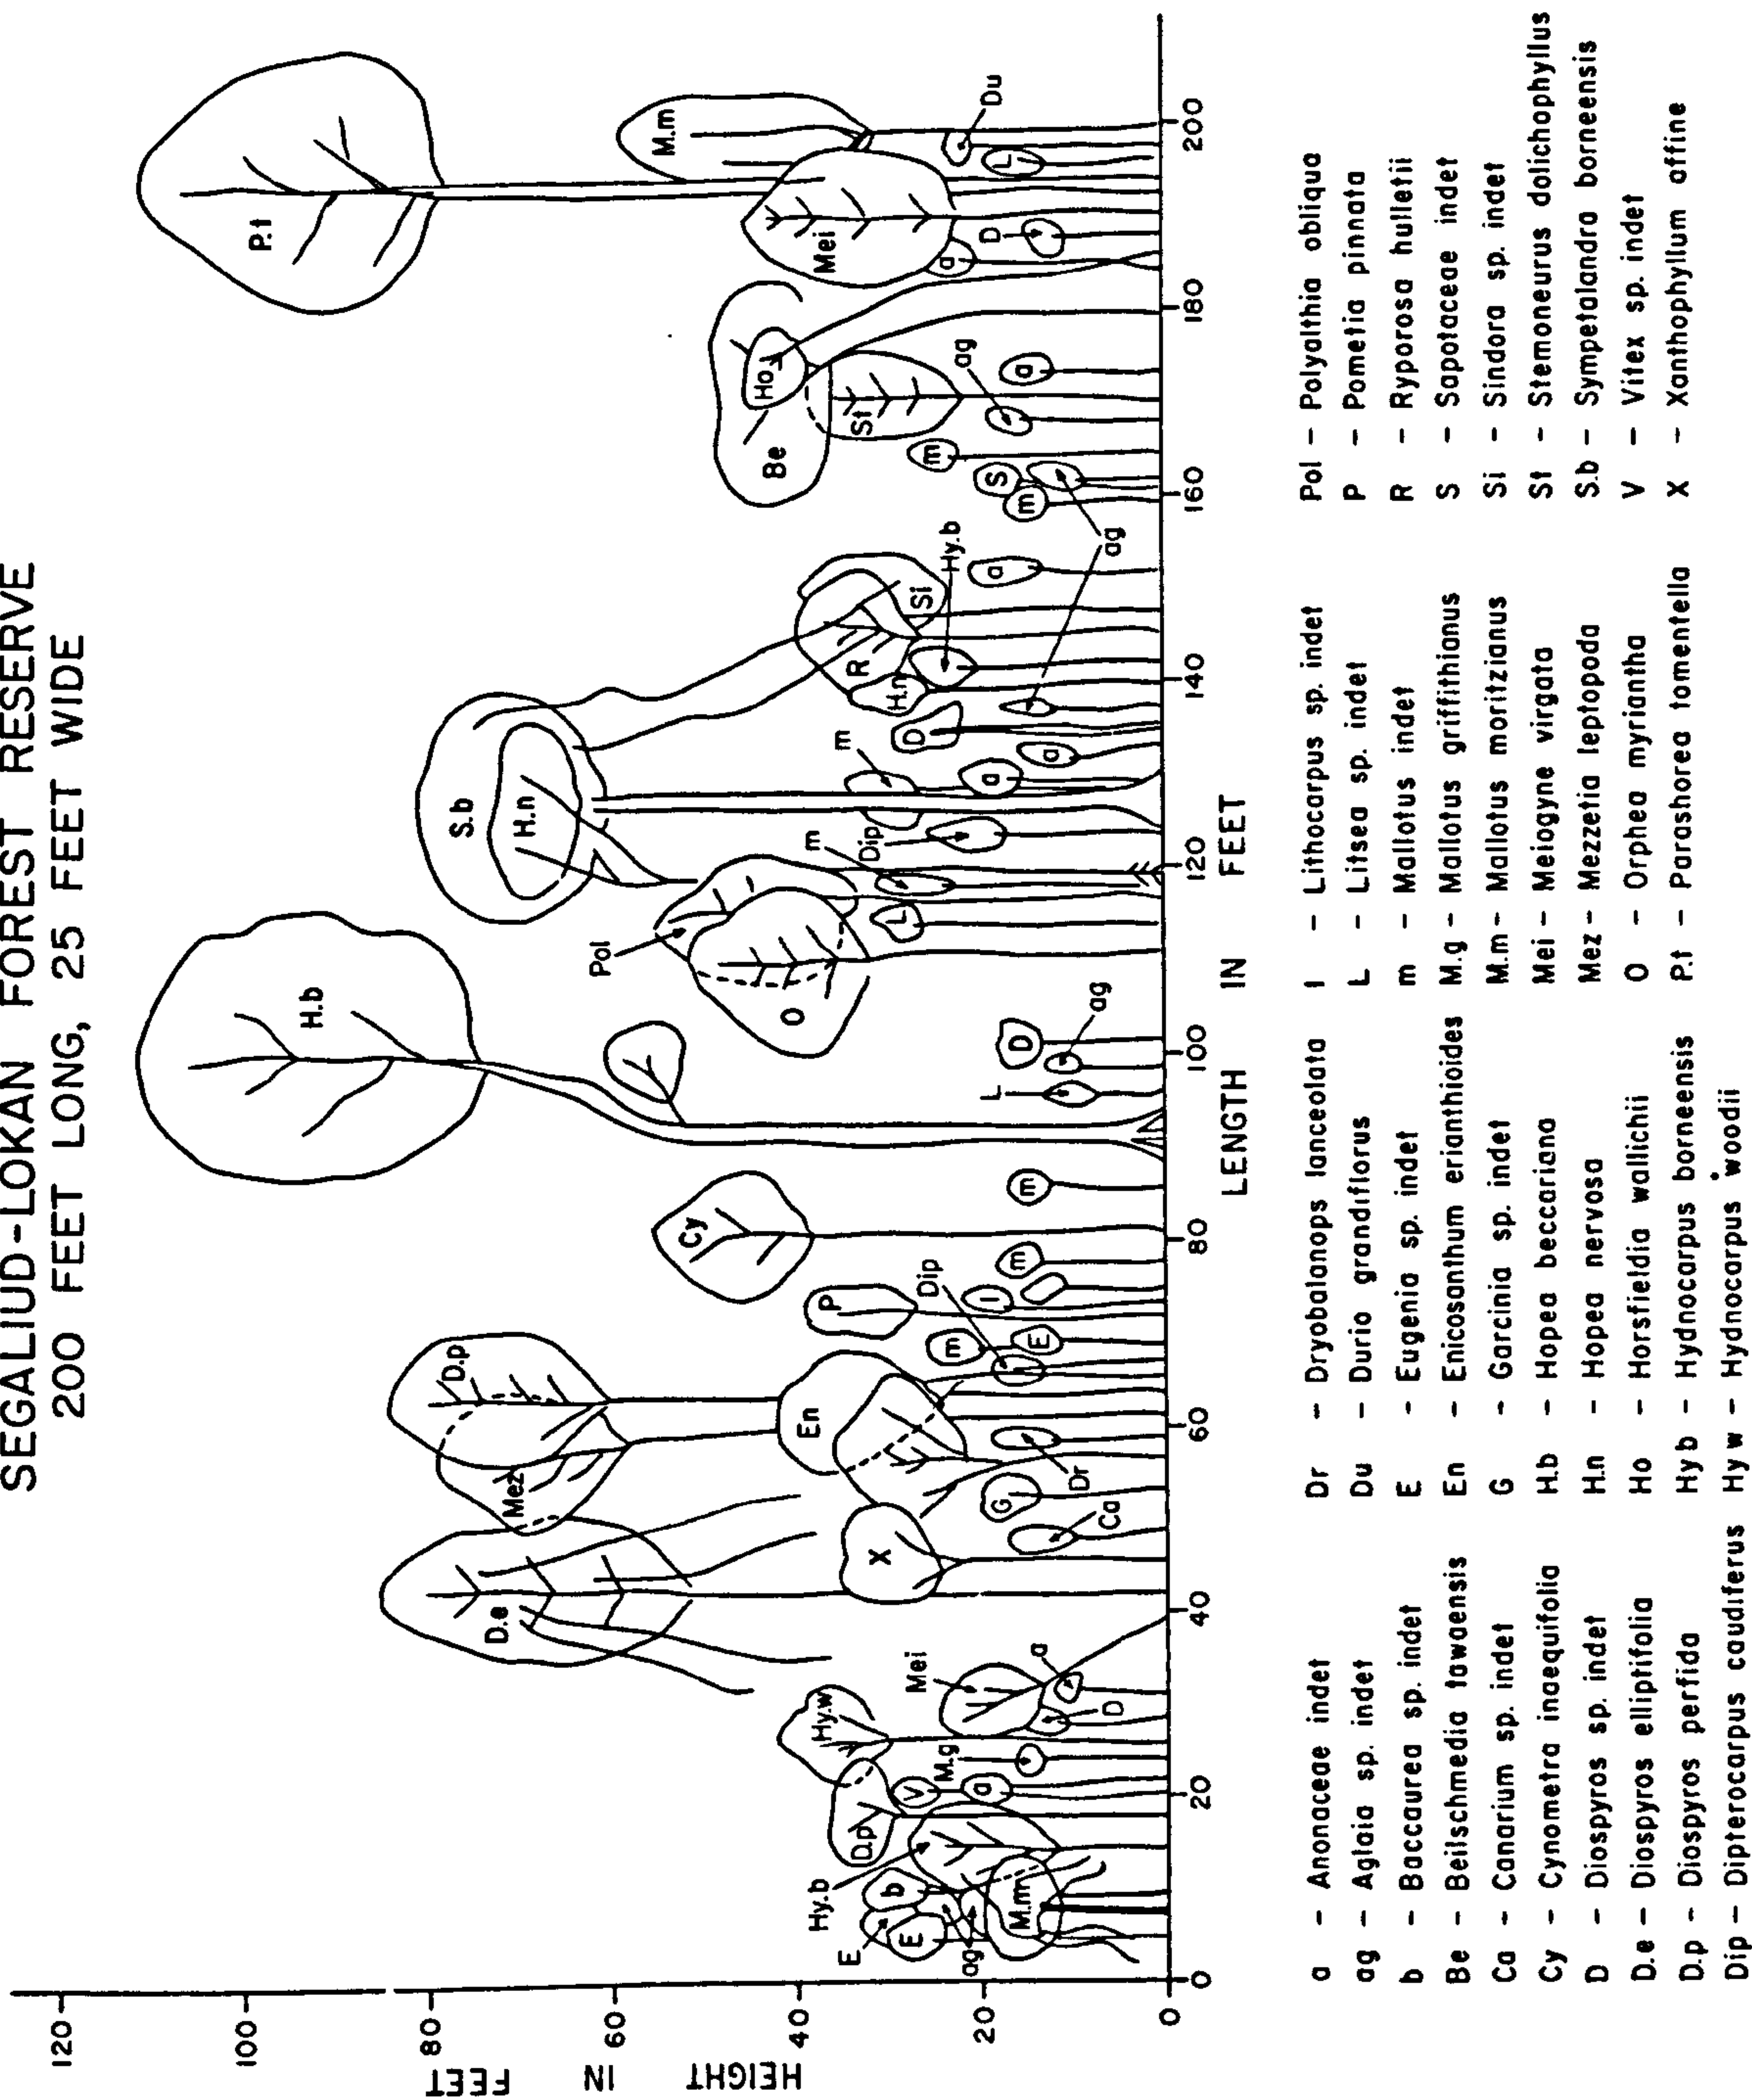 SEGALIUD-LOKAN FOREST RESERVE
200 FEET LONG, 25 FEET WIDE
HEIGHT IN FEET
120
100
80
60
40
20
0
H.b
P.t
D.e
Mez
D.p
S.b
H.n
Cy
Pol
O
Be
Ho
M.m
Mei
Hy.w
En
X
P
R
Si
H.n
St
E
Hy.b
D.p
V
M.g
Mei
a
D
b
E
ag
M.m
a
G
Ca
Dr
Dip
m
E
l
m
m
L
ag
D
L
m
Dip
m
a
a
D
Hy.b
ag
a
m
S
m
ag
a
a
D
L
Du
0 20 40 60 80 100 120 140 160 180 200
LENGTH IN FEET
a - Anonaceae indet
ag - Aglaia sp. indet
b - Baccaurea sp. indet
Be - Beilschmedia tawaensis
Ca - Canarium sp. indet
Cy - Cynometra inaequifolia
D - Diospyros sp. indet
D.e - Diospyros elliptifolia
D.p - Diospyros perfida
Dip - Dipterocarpus caudiferus
Dr - Dryobalanops lanceolata
Du - Durio grandiflorus
E - Eugenia sp. indet
En - Enicosanthum erianthioides
G - Garcinia sp. indet
H.b - Hopea beccariana
H.n - Hopea nervosa
Ho - Horsfieldia wallichii
Hy b - Hydnocarpus borneensis
Hy w - Hydnocarpus woodii
l - Lithocarpus sp. indet
L - Litsea sp. indet
m - Mallotus indet
M.g - Mallotus griffithianus
M.m - Mallotus moritzianus
Mei - Meiogyne virgata
Mez - Mezzetia leptopoda
O - Orphea myriantha
P.t - Parashorea tomentella
Pol - Polyalthia obliqua
P - Pometia pinnata
R - Ryporosa hulletii
S - Sapotaceae indet
Si - Sindora sp. indet
St - Stemoneurus dolichophyllus
S.b - Sympetalandra borneensis
V - Vitex sp. indet
X - Xanthophyllum affine